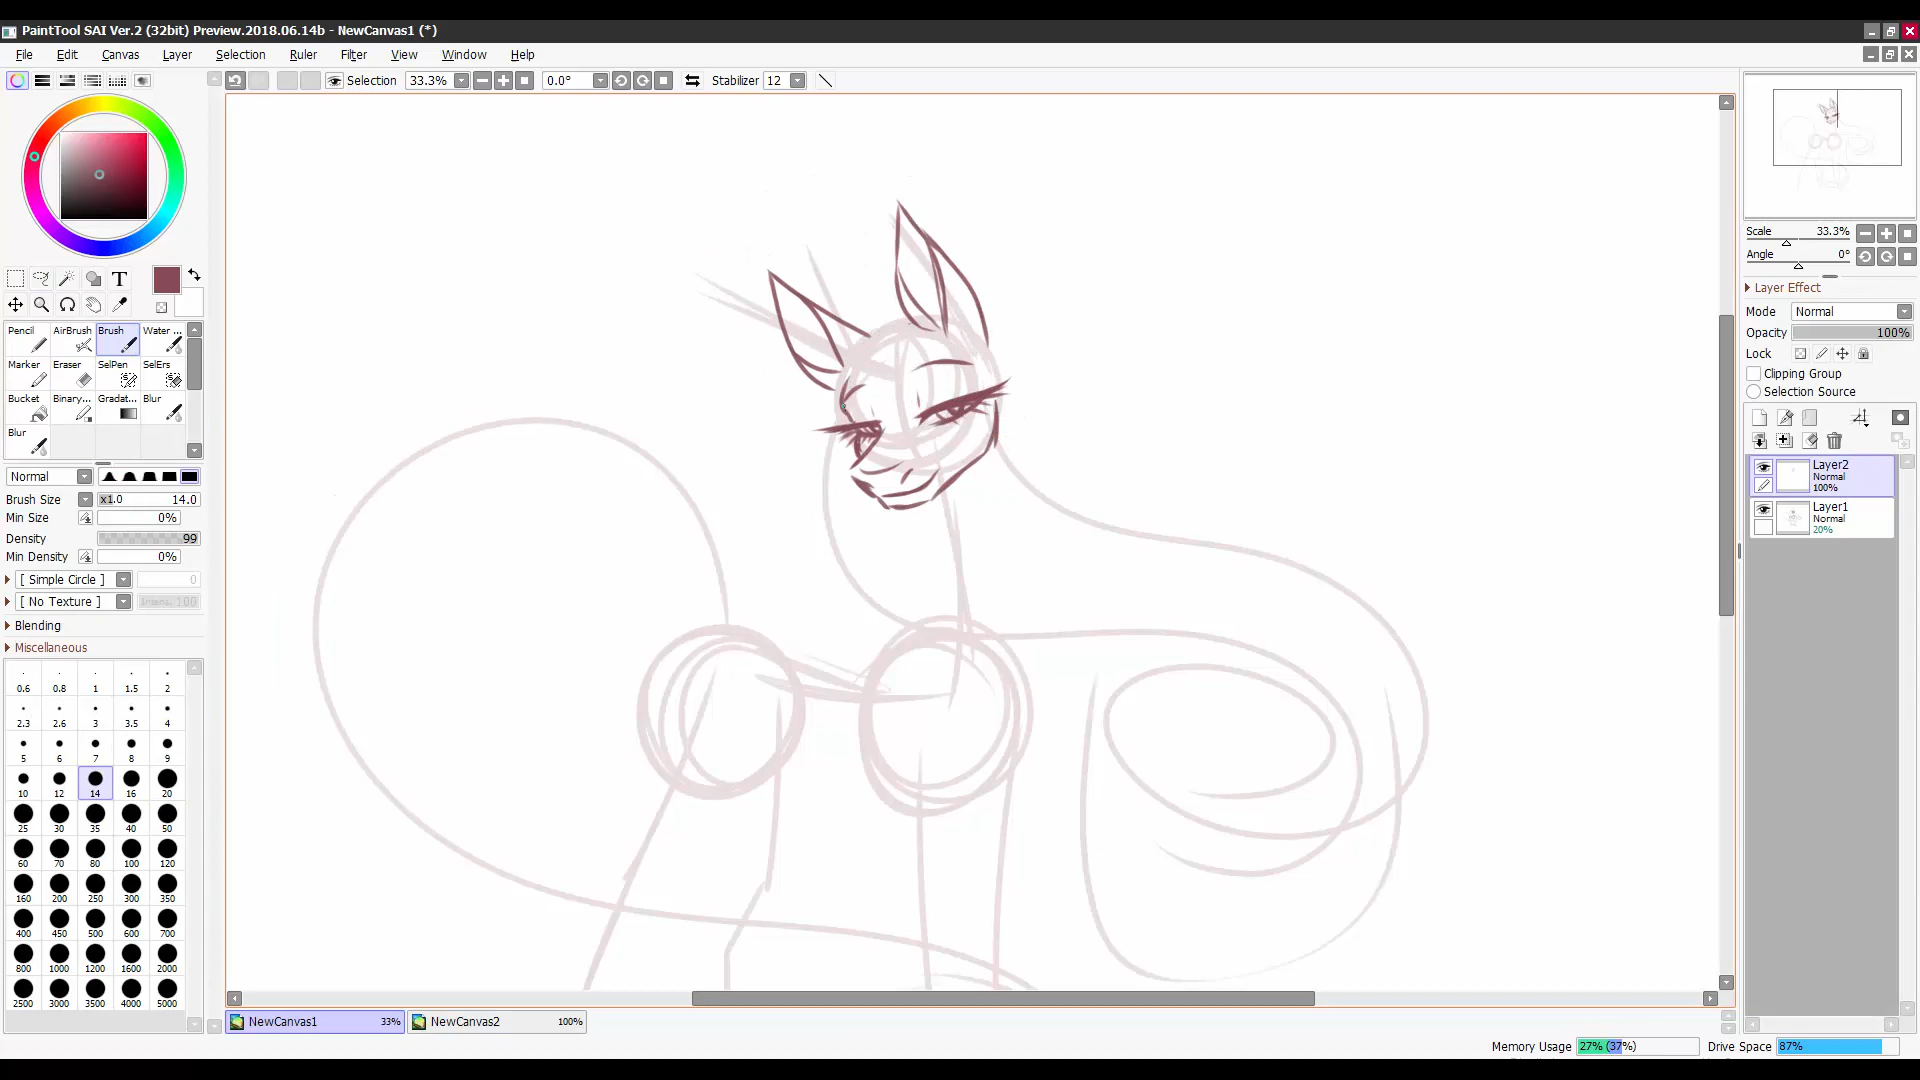 PaintTool SAI Ver.2 (32bit) Preview.2018.06.14b - NewCanvas1 (*)
File Edit Canvas Layer Selection Ruler Filter View Window Help
Selection 33.3% 0.0° Stabilizer 12
Scale 33.3%
Angle 0°
Layer Effect
Mode Normal
Opacity 100%
Lock
Clipping Group
Selection Source
Layer2
Normal
100%
Layer1
Normal
20%
T
Pencil AirBrush Brush Water ...
Marker Eraser SelPen SelErs
Bucket Binary... Gradat... Blur
Blur
Normal
Brush Size x1.0 14.0
Min Size 0%
Density 99
Min Density 0%
[ Simple Circle ] 0
[ No Texture ] Intens. 100
Blending
Miscellaneous
0.6 0.8 1 1.5 2
2.3 2.6 3 3.5 4
5 6 7 8 9
10 12 14 16 20
25 30 35 40 50
60 70 80 100 120
160 200 250 300 350
400 450 500 600 700
800 1000 1200 1600 2000
2500 3000 3500 4000 5000
NewCanvas1 33% NewCanvas2 100%
Memory Usage 27% (37%) Drive Space 87%